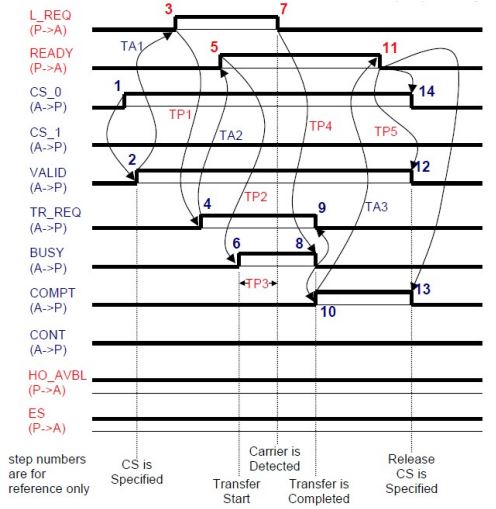 L_REQ
(P->A)
3
7
READY
(P->A)
TA1
5
11
CS_0
(A->P)
1
14
TP1
TA2
TP4
TP5
CS_1
(A->P)
VALID
(A->P)
2
12
TP2
TA3
TR_REQ
(A->P)
4
9
BUSY
(A->P)
6
8
TP3
COMPT
(A->P)
10
13
CONT
(A->P)
HO_AVBL
(P->A)
ES
(P->A)
step numbers
are for
reference only
CS is
Specified
Transfer
Start
Carrier is
Detected
Transfer is
Completed
Release
CS is
Specified